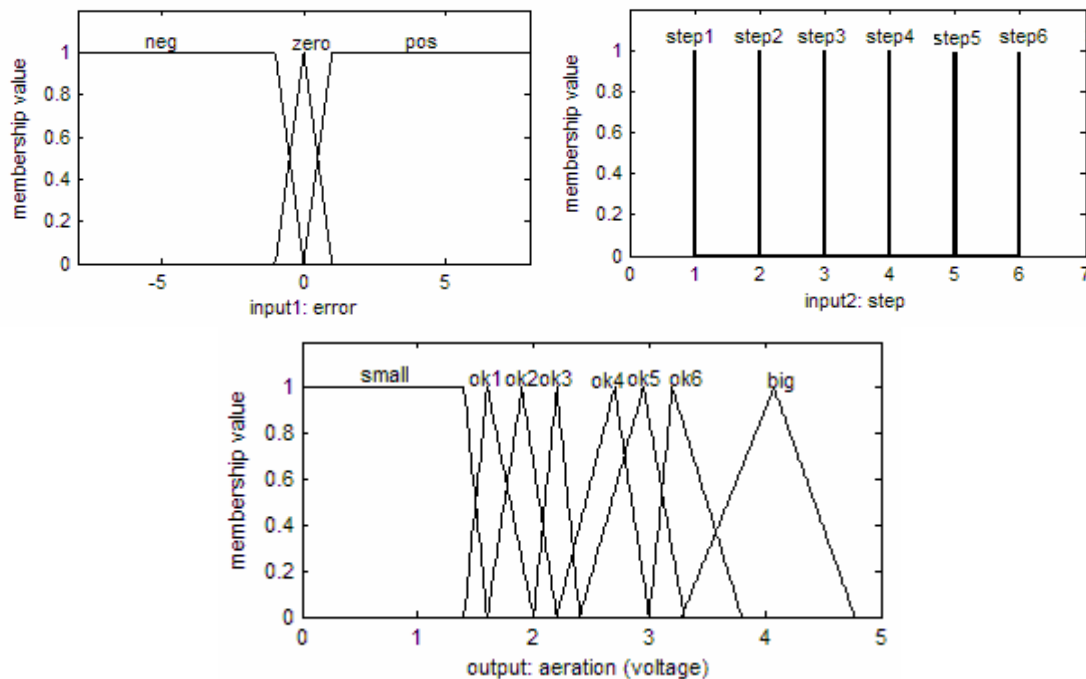 neg zero pos
membership value
1
0.8
0.6
0.4
0.2
0
-5 0 5
input1: error
step1 step2 step3 step4 step5 step6
membership value
1
0.8
0.6
0.4
0.2
0
0 1 2 3 4 5 6 7
input2: step
small ok1 ok2 ok3 ok4 ok5 ok6 big
membership value
1
0.8
0.6
0.4
0.2
0
0 1 2 3 4 5
output: aeration (voltage)